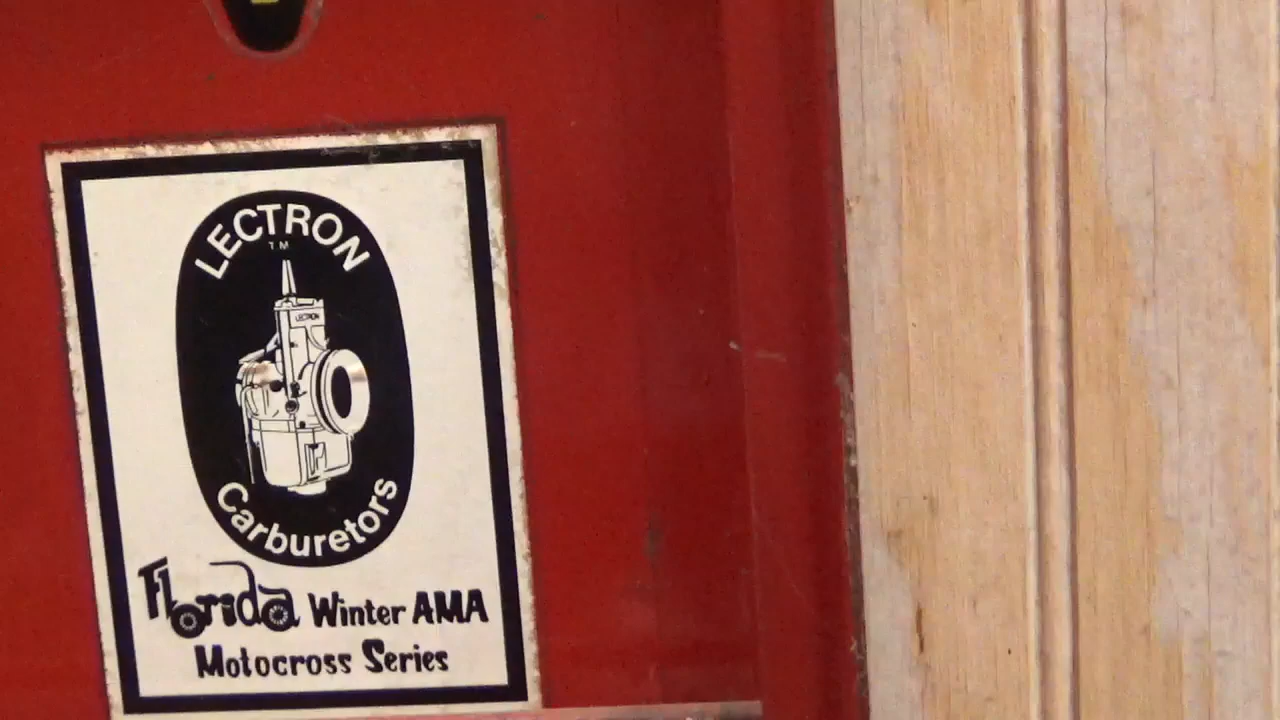 LECTRON
TM
LECTRON
Carburetors
Florida Winter AMA
Motocross Series